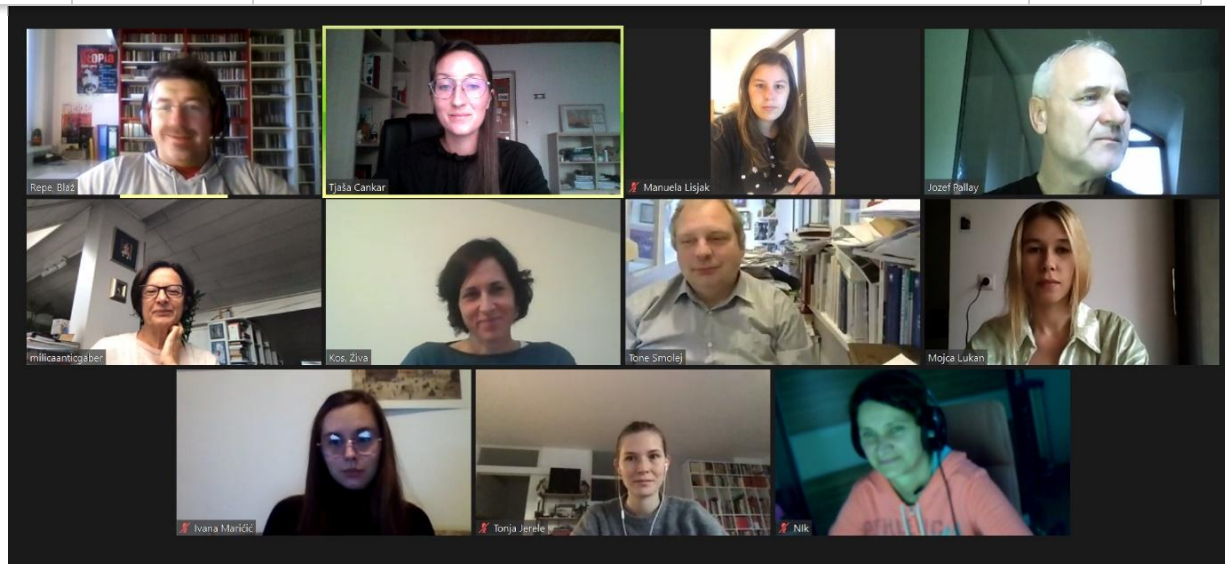 utopia
Repe, Blaž
Tjaša Cankar
Manuela Lisjak
Jozef Pallay
milicaanticgaber
Kos, Živa
Tone Smolej
Mojca Lukan
Ivana Maričić
Tonja Jerele
NIk